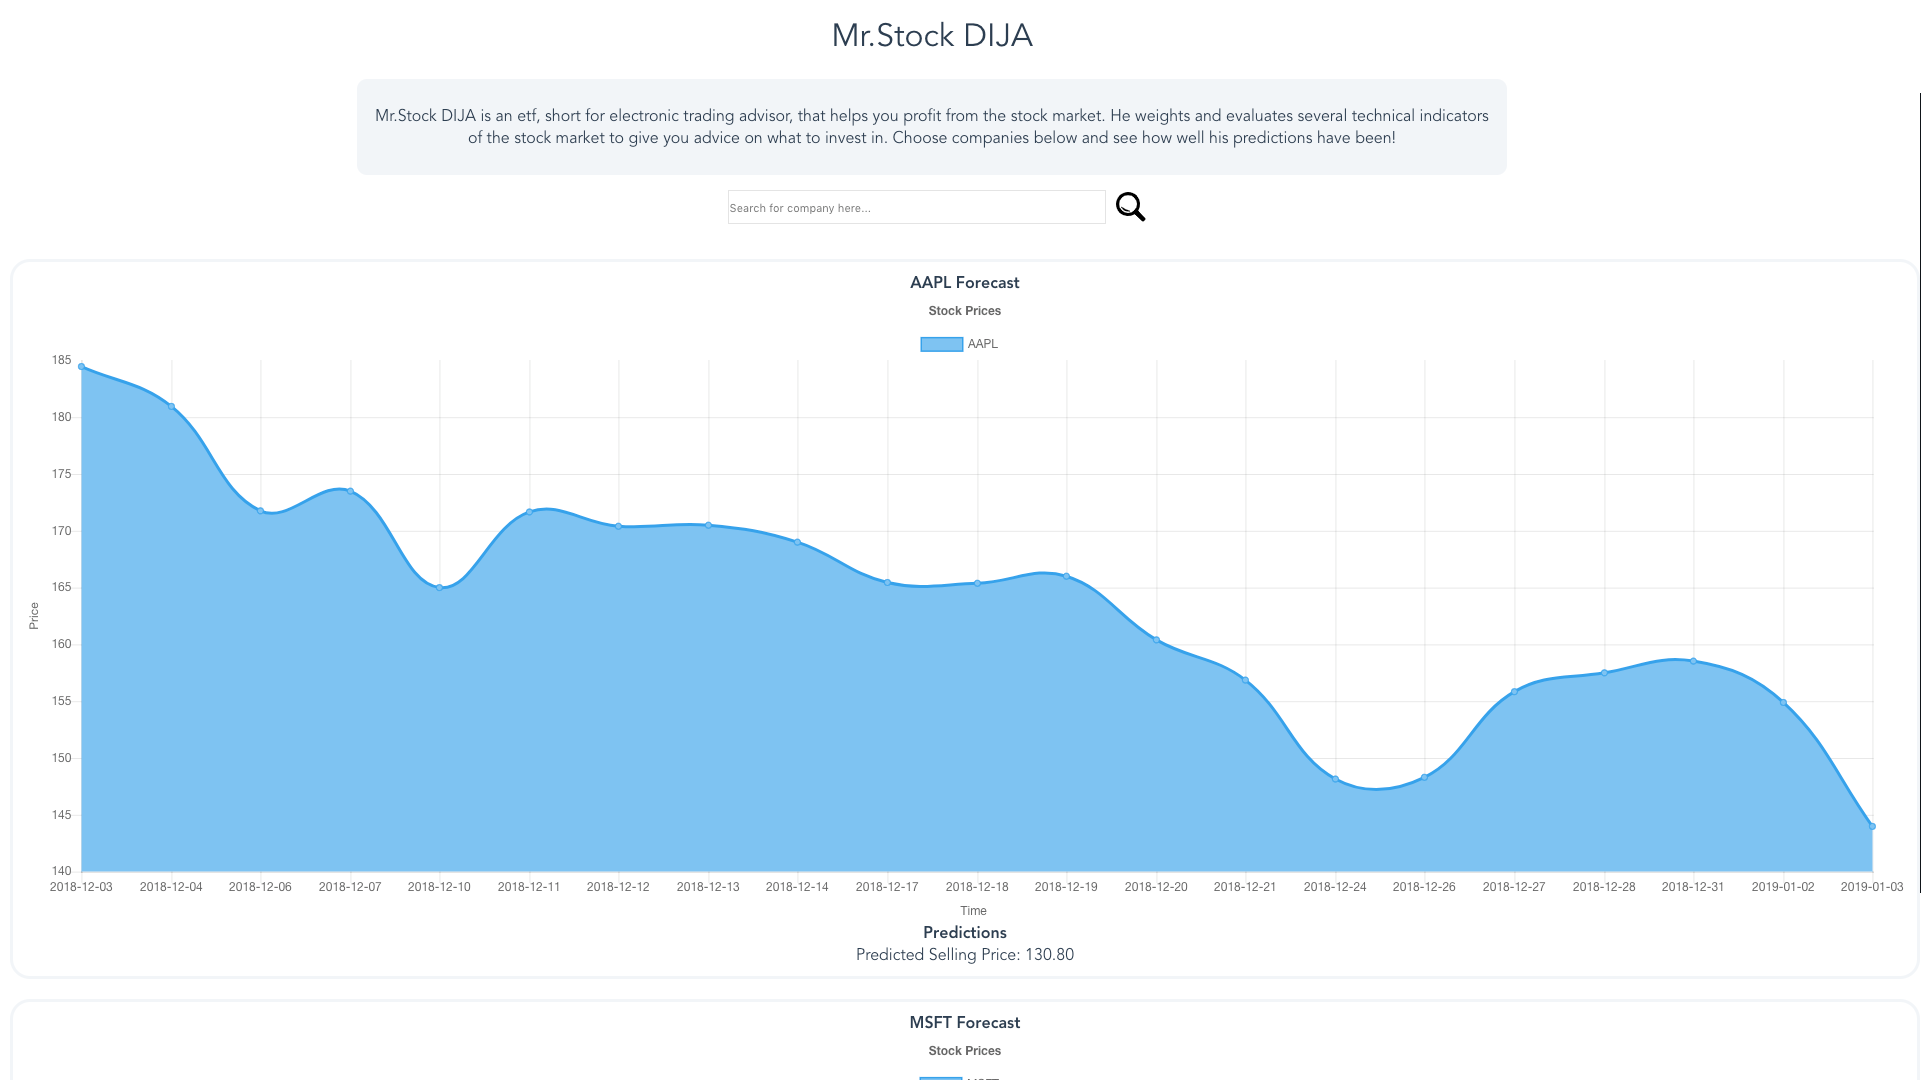 Mr.Stock DIJA
Mr.Stock DIJA is an etf, short for electronic trading advisor, that helps you profit from the stock market. He weights and evaluates several technical indicators
of the stock market to give you advice on what to invest in. Choose companies below and see how well his predictions have been!
Search for company here...
AAPL Forecast
Stock Prices
AAPL
185
180
175
170
165
160
155
150
145
140
Price
2018-12-03 2018-12-04 2018-12-06 2018-12-07 2018-12-10 2018-12-11 2018-12-12 2018-12-13 2018-12-14 2018-12-17 2018-12-18 2018-12-19 2018-12-20 2018-12-21 2018-12-24 2018-12-26 2018-12-27 2018-12-28 2018-12-31 2019-01-02 2019-01-03
Time
Predictions
Predicted Selling Price: 130.80
MSFT Forecast
Stock Prices